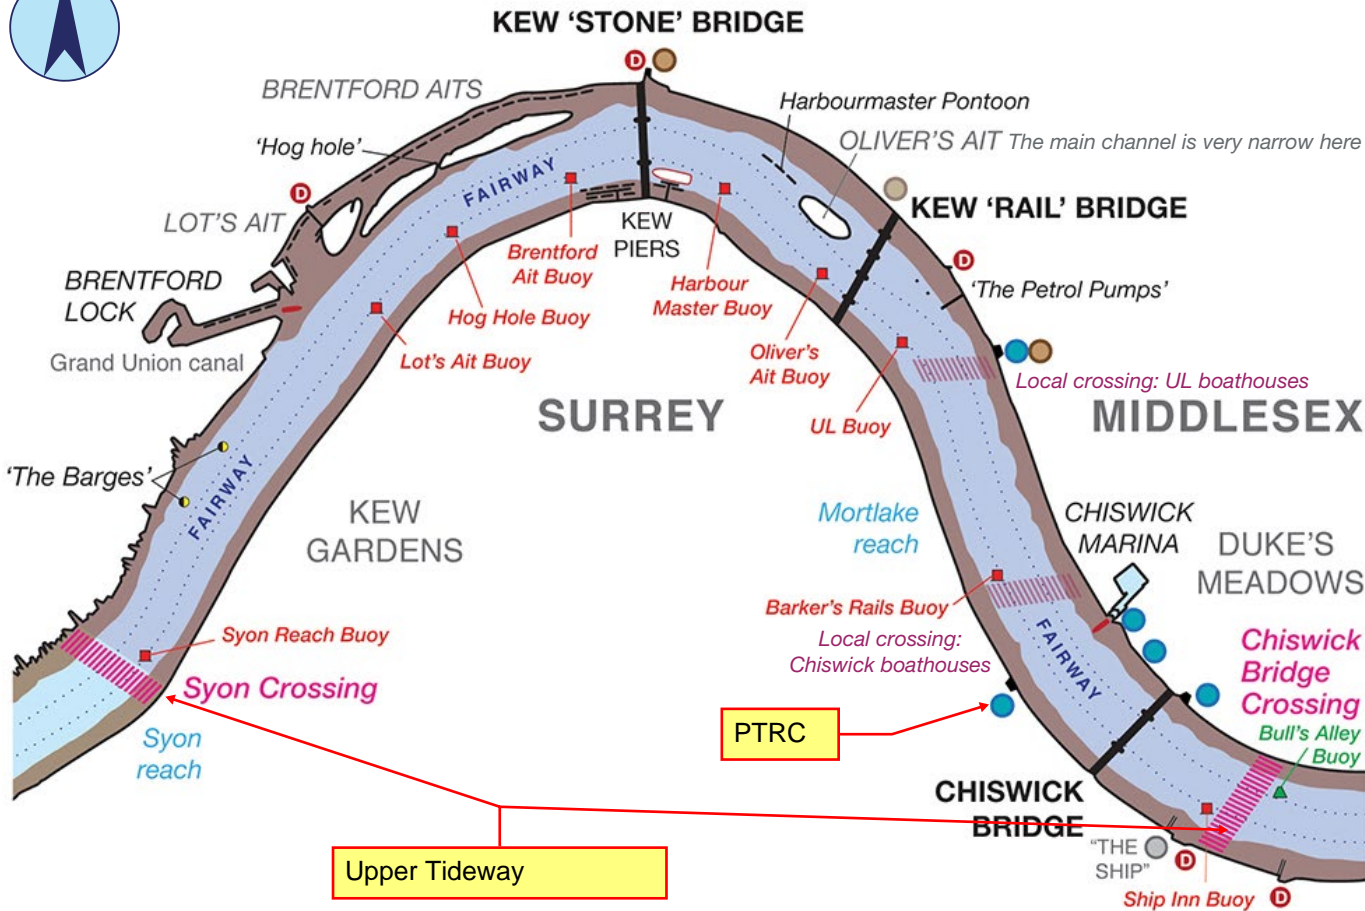 KEW ‘STONE’ BRIDGE
D
BRENTFORD AITS
Harbourmaster Pontoon
‘Hog hole’
OLIVER'S AIT The main channel is very narrow here
FAIRWAY
D
LOT'S AIT
KEW ‘RAIL’ BRIDGE
KEW
PIERS
Brentford
Ait Buoy
D
BRENTFORD
LOCK
Harbour
Master Buoy
‘The Petrol Pumps’
Hog Hole Buoy
Grand Union canal
Lot's Ait Buoy
Oliver's
Ait Buoy
Local crossing: UL boathouses
SURREY
MIDDLESEX
UL Buoy
‘The Barges’
FAIRWAY
KEW
GARDENS
Mortlake
reach
CHISWICK
MARINA
DUKE'S
MEADOWS
Barker's Rails Buoy
Syon Reach Buoy
Local crossing:
Chiswick boathouses
FAIRWAY
Chiswick
Bridge
Crossing
Syon Crossing
Syon
reach
PTRC
Bull's Alley
Buoy
CHISWICK
BRIDGE
"THE
SHIP"
D
Upper Tideway
Ship Inn Buoy
D